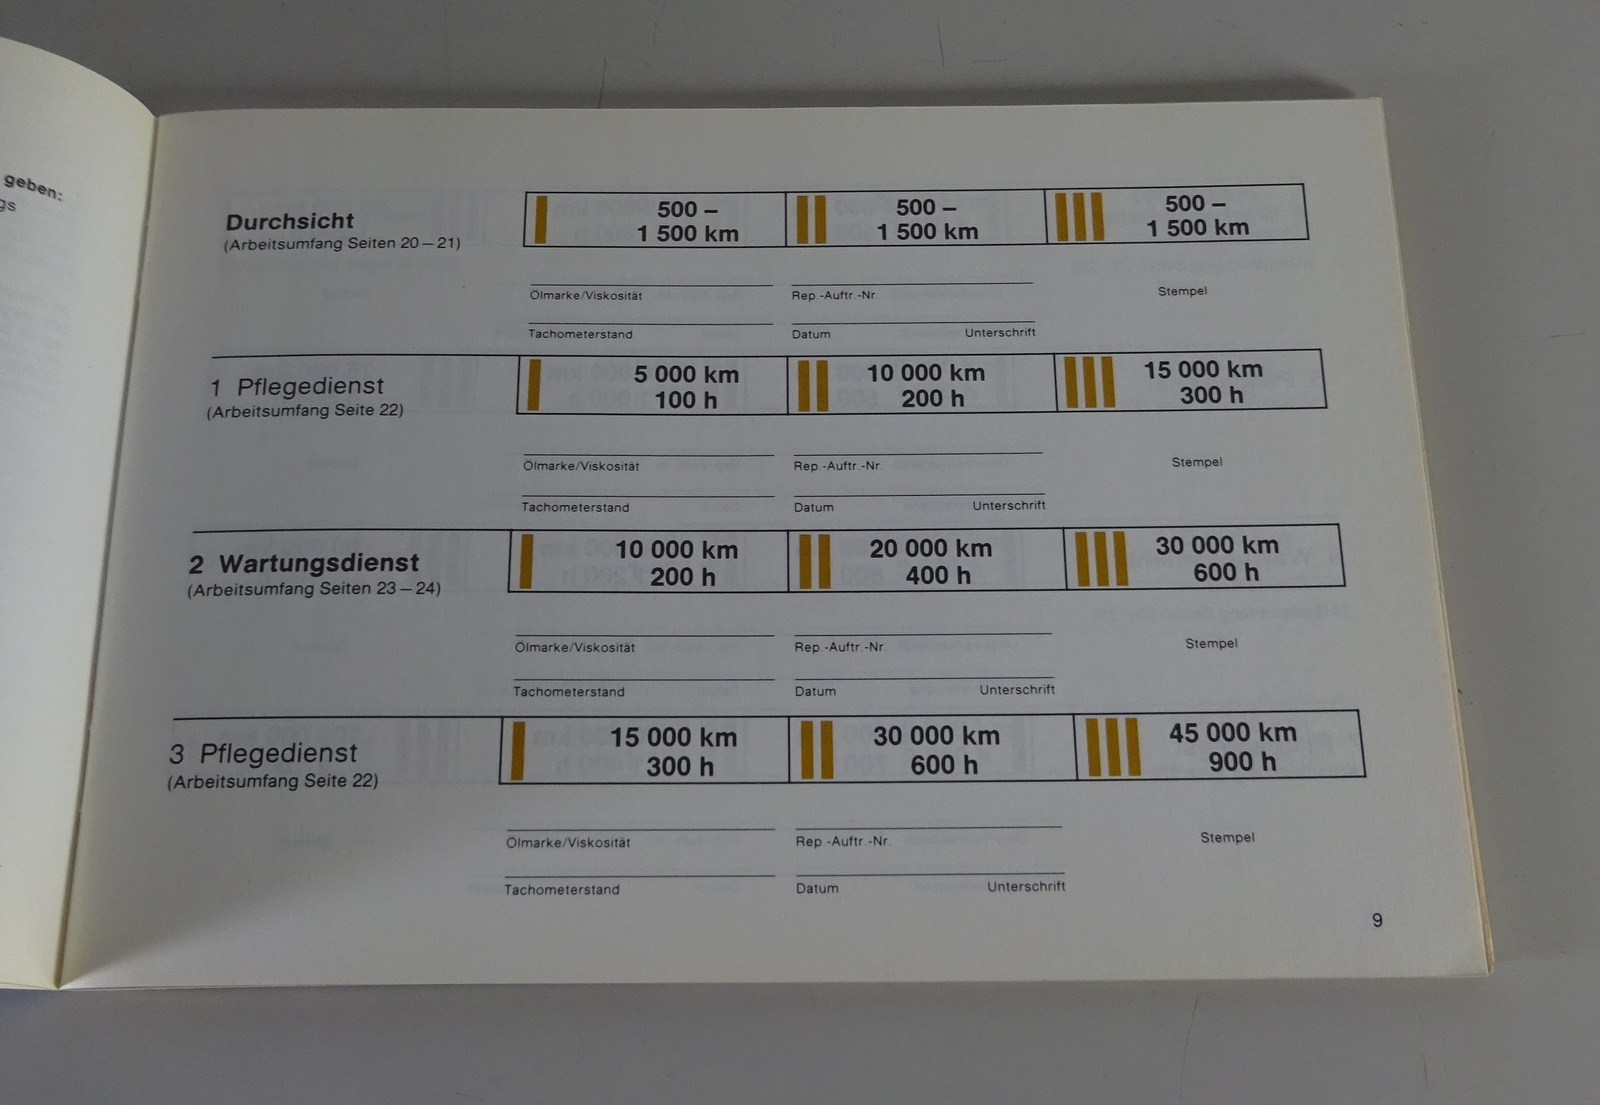 geben:
gs
Durchsicht
(Arbeitsumfang Seiten 20 – 21)
500 –
1 500 km
500 –
1 500 km
500 –
1 500 km
Ölmarke/Viskosität
Rep.-Auftr.-Nr.
Stempel
Tachometerstand
Datum
Unterschrift
1 Pflegedienst
(Arbeitsumfang Seite 22)
5 000 km
100 h
10 000 km
200 h
15 000 km
300 h
Ölmarke/Viskosität
Rep.-Auftr.-Nr.
Stempel
Tachometerstand
Datum
Unterschrift
2 Wartungsdienst
(Arbeitsumfang Seiten 23 – 24)
10 000 km
200 h
20 000 km
400 h
30 000 km
600 h
Ölmarke/Viskosität
Rep.-Auftr.-Nr.
Stempel
Tachometerstand
Datum
Unterschrift
3 Pflegedienst
(Arbeitsumfang Seite 22)
15 000 km
300 h
30 000 km
600 h
45 000 km
900 h
Ölmarke/Viskosität
Rep.-Auftr.-Nr.
Stempel
Tachometerstand
Datum
Unterschrift
9